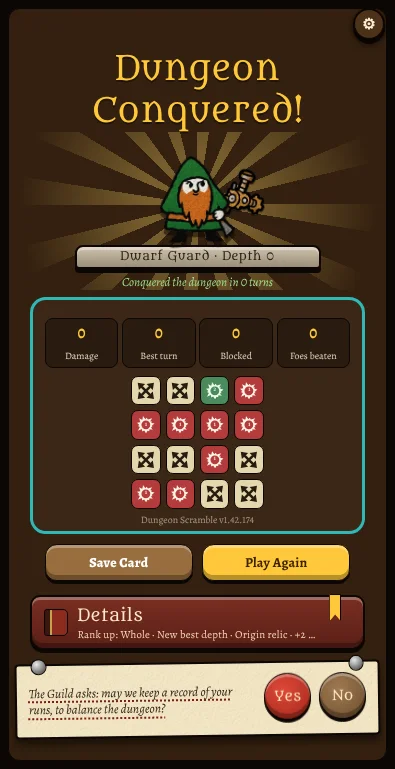 Dungeon
Conquered!
Dwarf Guard · Depth 0
Conquered the dungeon in 0 turns
0 0 0 0
Damage Best turn Blocked Foes beaten
Dungeon Scramble v1.42.174
Save Card Play Again
Details
Rank up: Whole · New best depth · Origin relic · +2 ...
The Guild asks: may we keep a record of your
runs, to balance the dungeon?
Yes No